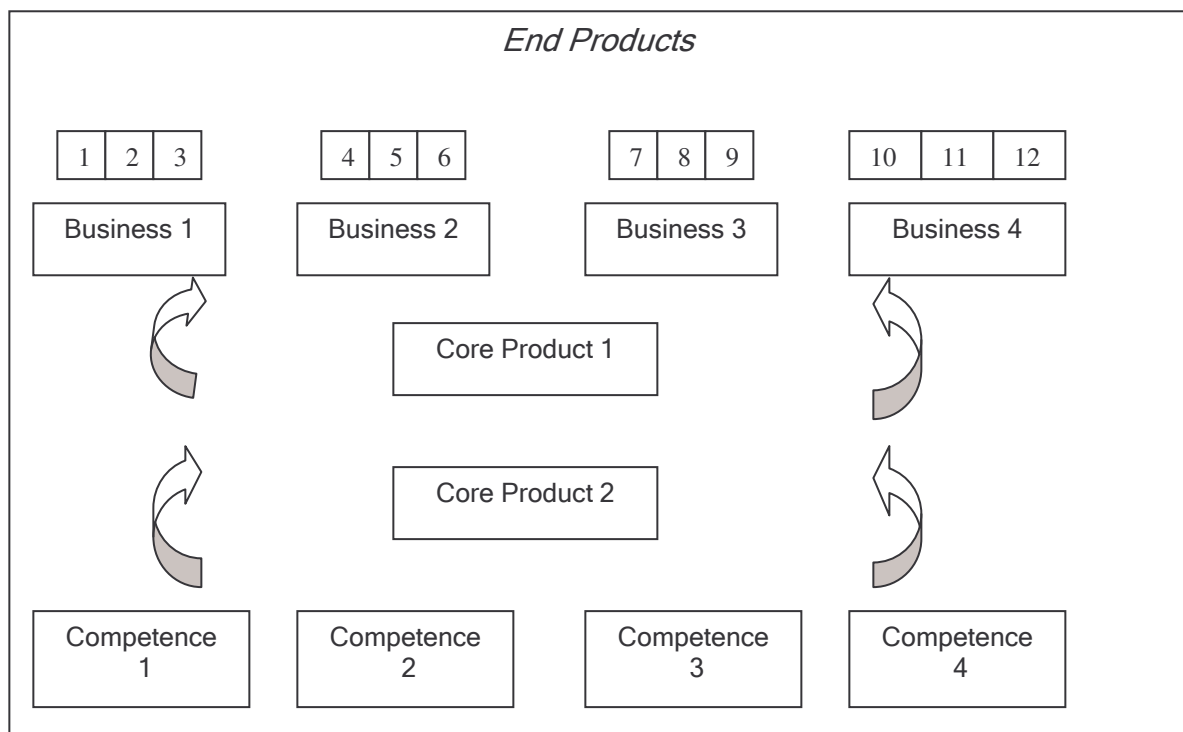 End Products
1 2 3 4 5 6 7 8 9 10 11 12
Business 1 Business 2 Business 3 Business 4
Core Product 1
Core Product 2
Competence Competence Competence Competence
1 2 3 4